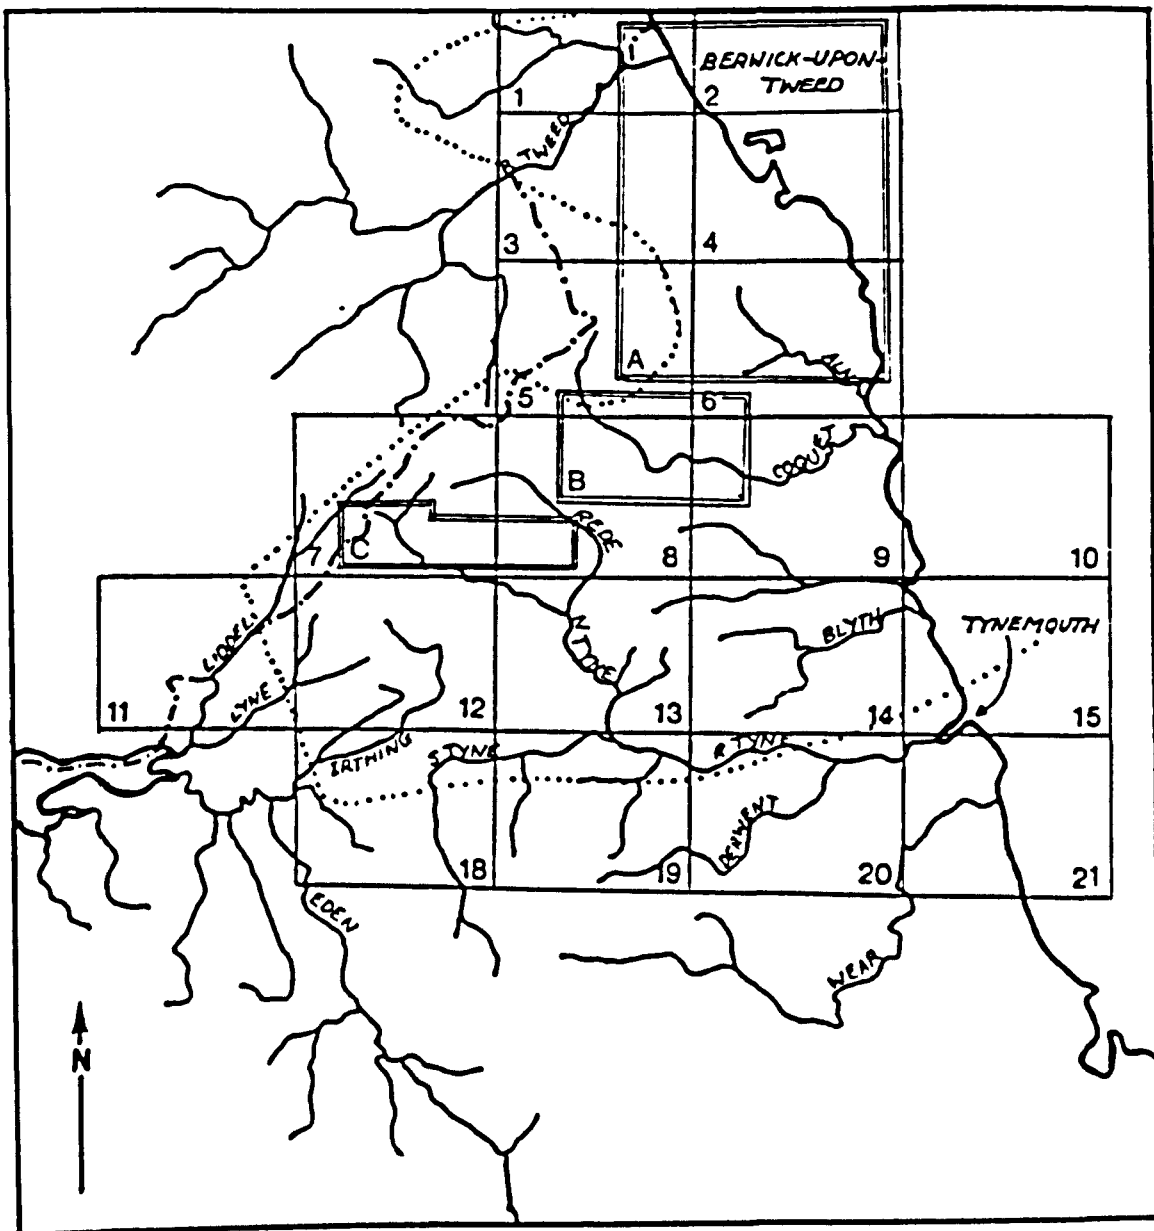 1
BERWICK-UPON-
TWEED
1
2
R TWEED
3
4
A
ALN
5
6
COQUET
B
REDE
7
C
8
9
10
LIDDEL
N TYNE
BLYTH
TYNEMOUTH
LYNE
11
12
13
14
15
IRTHING
S TYNE
R TYNE
DERWENT
18
19
20
21
EDEN
WEAR
N